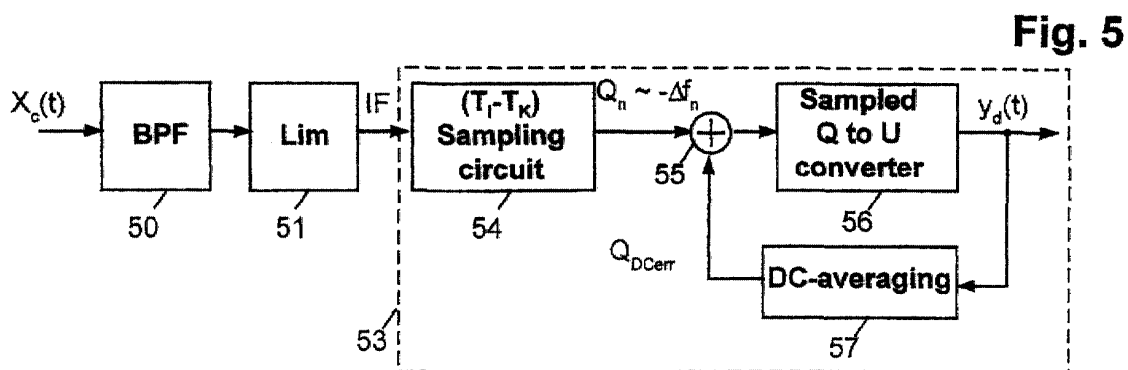 Fig. 5
X_c(t)
BPF
50
Lim
51
IF
(T_I-T_K)
Sampling
circuit
54
Q_n ~ -Δf_n
55
Sampled
Q to U
converter
56
y_d(t)
Q_DCerr
DC-averaging
57
53